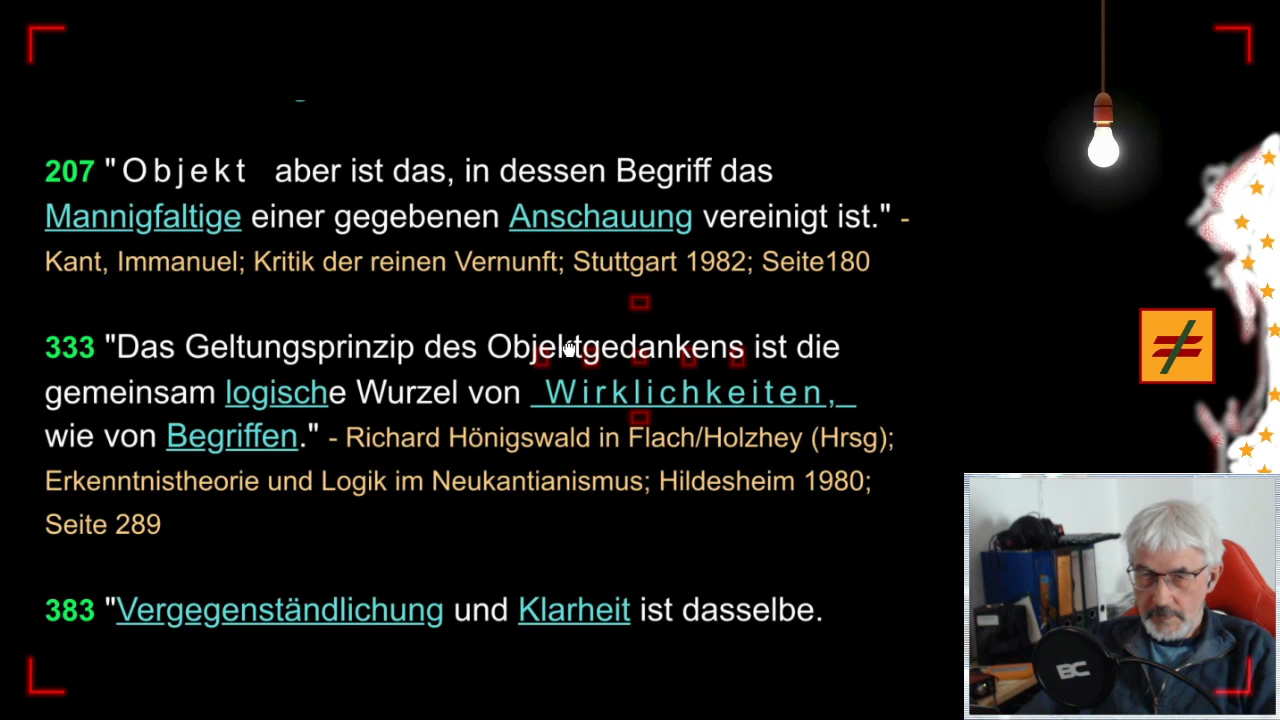 207 "Objekt aber ist das, in dessen Begriff das
Mannigfaltige einer gegebenen Anschauung vereinigt ist." -
Kant, Immanuel; Kritik der reinen Vernunft; Stuttgart 1982; Seite180
333 "Das Geltungsprinzip des Objektgedankens ist die
gemeinsam logische Wurzel von Wirklichkeiten,
wie von Begriffen." - Richard Hönigswald in Flach/Holzhey (Hrsg);
Erkenntnistheorie und Logik im Neukantianismus; Hildesheim 1980;
Seite 289
383 "Vergegenständlichung und Klarheit ist dasselbe.
≠
BC